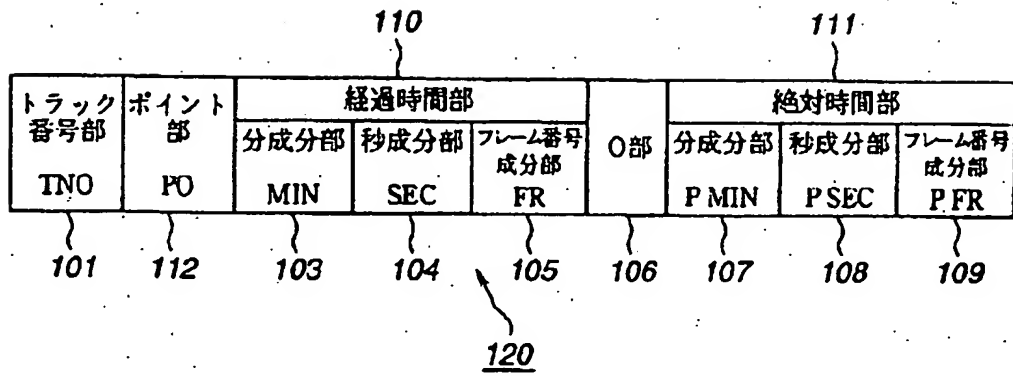 110
111
トラック
番号部
TNO
ポイント
部
PO
経過時間部
分成分部
MIN
秒成分部
SEC
フレーム番号
成分部
FR
0部
絶対時間部
分成分部
P MIN
秒成分部
P SEC
フレーム番号
成分部
P FR
101
112
103
104
105
106
107
108
109
120